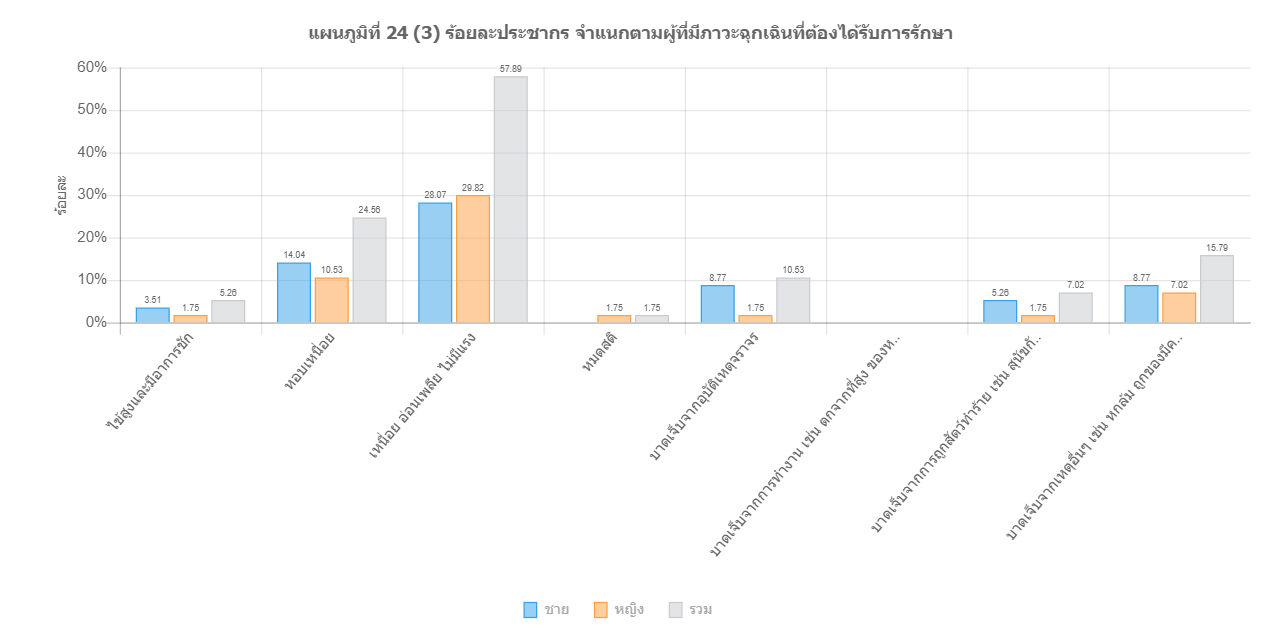 แผนภูมิที่ 24 (3) ร้อยละประชากร จำแนกตามผู้ที่มีภาวะฉุกเฉินที่ต้องได้รับการรักษา
ร้อยละ
60%
50%
40%
30%
20%
10%
0%
3.51
1.75
5.26
14.04
10.53
24.56
28.07
29.82
57.89
1.75
1.75
8.77
1.75
10.53
5.26
1.75
7.02
8.77
7.02
15.79
ไข้สูงและมีอาการชัก
หอบเหนื่อย
เหนื่อย อ่อนเพลีย ไม่มีแรง
หมดสติ
บาดเจ็บจากอุบัติเหตุจราจร
บาดเจ็บจากการทำงาน เช่น ตกจากที่สูง ของห..
บาดเจ็บจากการถูกสัตว์ทำร้าย เช่น สุนัขกั..
บาดเจ็บจากเหตุอื่นๆ เช่น หกล้ม ถูกของมีค..
ชาย
หญิง
รวม